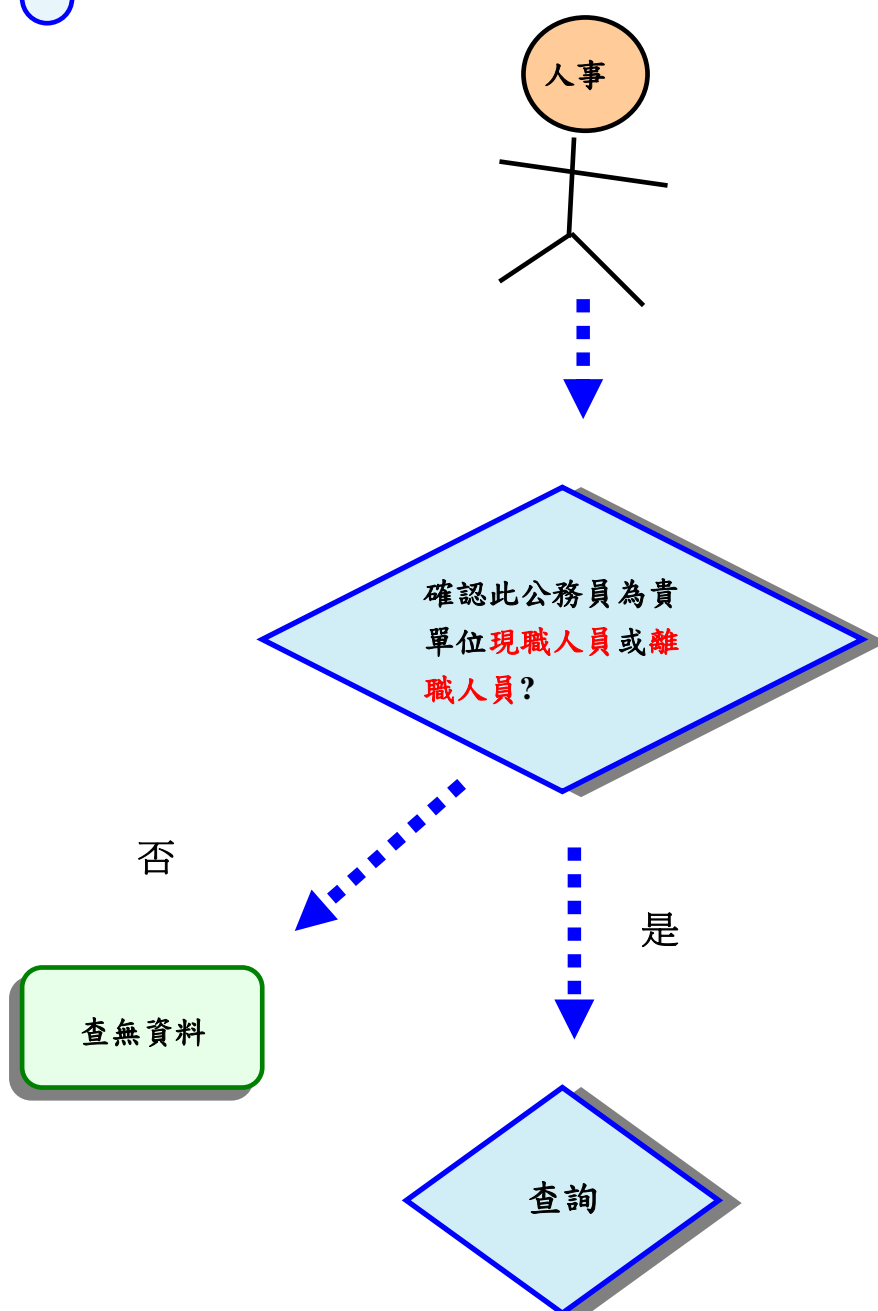 人事
確認此公務員為貴
單位現職人員或離
職人員?
否
是
查無資料
查詢